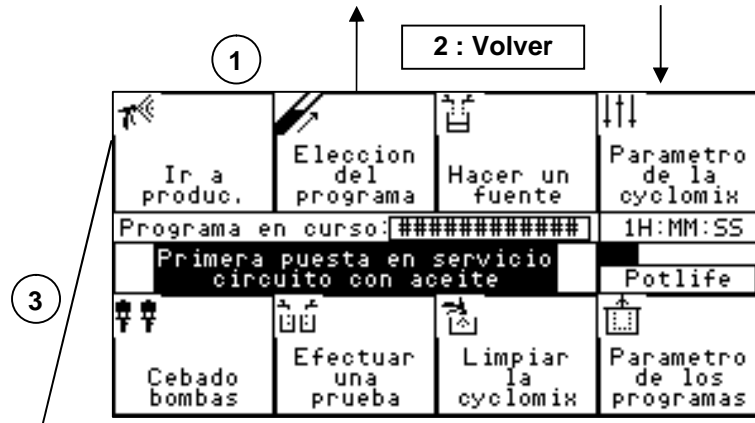 1
2 : Volver
Ir a
produc.
Eleccion
del
programa
Hacer un
fuente
Parametro
de la
cyclomix
Programa en curso:############
1H:MM:SS
Primera puesta en servicio
circuito con aceite
Potlife
3
Cebado
bombas
Efectuar
una
prueba
Limpiar
la
cyclomix
Parametro
de los
programas